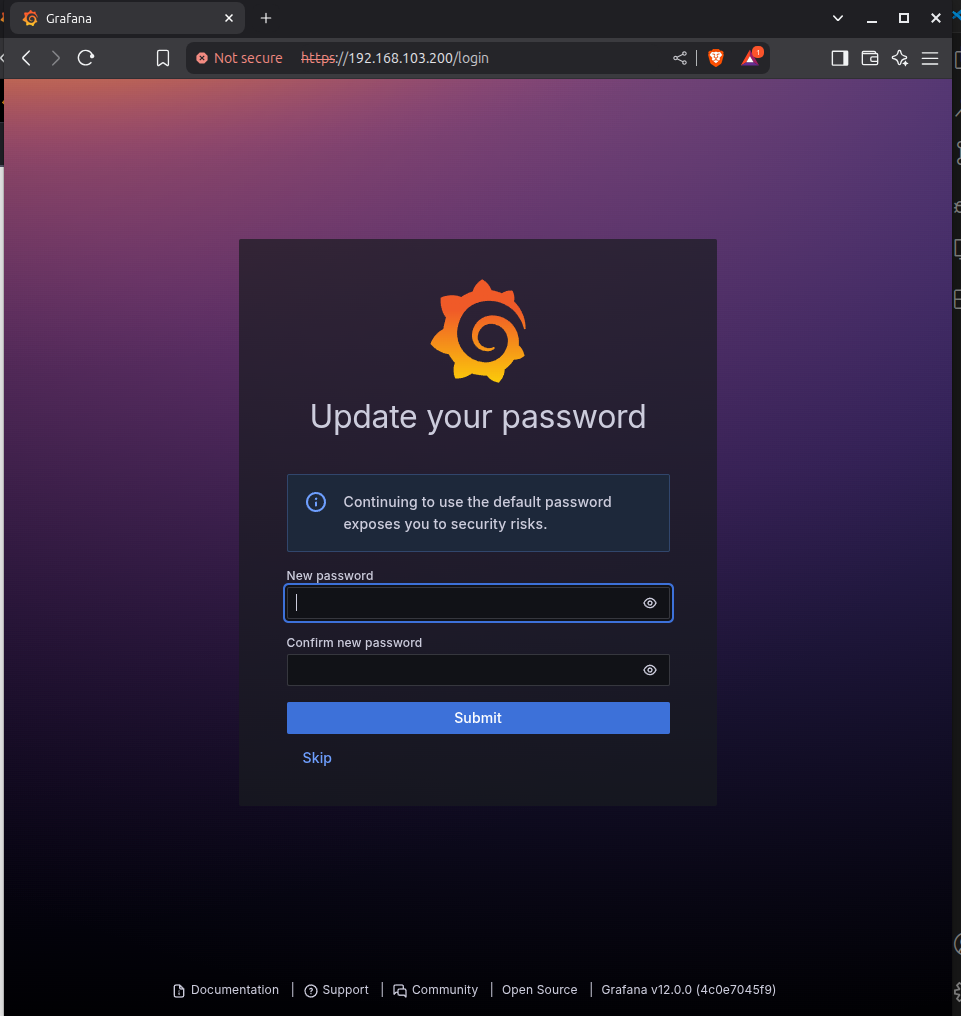 Grafana
Not secure https://192.168.103.200/login
1
Update your password
Continuing to use the default password
exposes you to security risks.
New password
Confirm new password
Submit
Skip
Documentation | Support | Community | Open Source | Grafana v12.0.0 (4c0e7045f9)